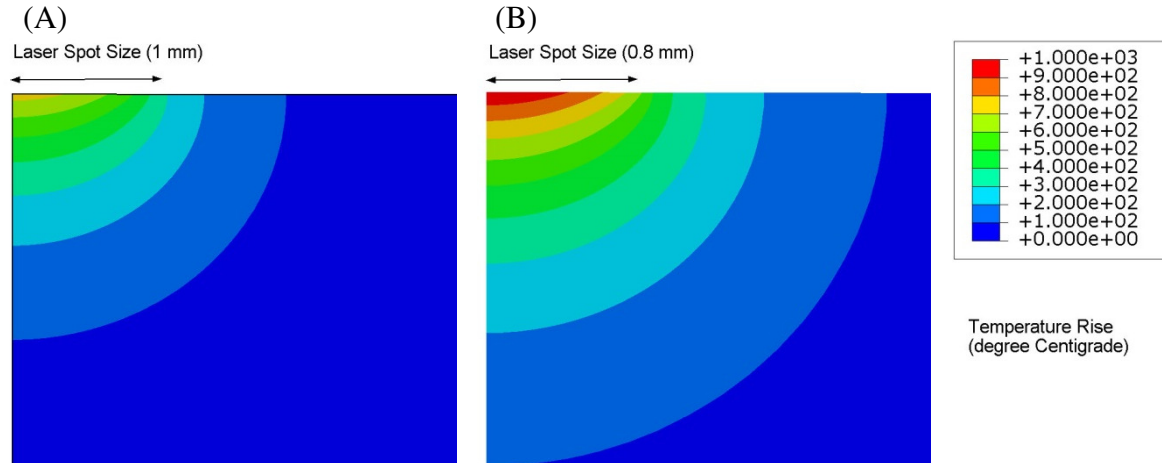 (A)
Laser Spot Size (1 mm)
(B)
Laser Spot Size (0.8 mm)
+1.000e+03
+9.000e+02
+8.000e+02
+7.000e+02
+6.000e+02
+5.000e+02
+4.000e+02
+3.000e+02
+2.000e+02
+1.000e+02
+0.000e+00
Temperature Rise
(degree Centigrade)